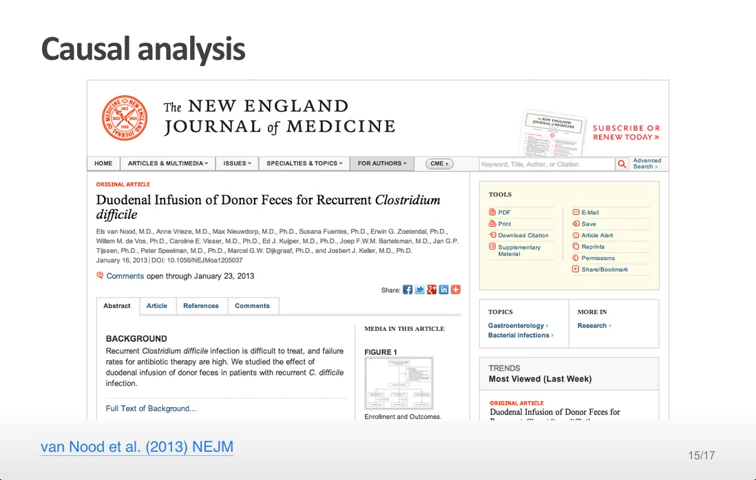 Causal analysis
The NEW ENGLAND
JOURNAL of MEDICINE
SUBSCRIBE OR
RENEW TODAY »
HOME
ARTICLES & MULTIMEDIA
ISSUES
SPECIALTIES & TOPICS
FOR AUTHORS
CME ›
Keyword, Title, Author, or Citation
Advanced
Search ›
ORIGINAL ARTICLE
Duodenal Infusion of Donor Feces for Recurrent Clostridium
difficile
Els van Nood, M.D., Anne Vrieze, M.D., Max Nieuwdorp, M.D., Ph.D., Susana Fuentes, Ph.D., Erwin G. Zoetendal, Ph.D.,
Willem M. de Vos, Ph.D., Caroline E. Visser, M.D., Ph.D., Ed J. Kuijper, M.D., Ph.D., Joep F.W.M. Bartelsman, M.D., Jan G.P.
Tijssen, Ph.D., Peter Speelman, M.D., Ph.D., Marcel G.W. Dijkgraaf, Ph.D., and Josbert J. Keller, M.D., Ph.D.
January 16, 2013 | DOI: 10.1056/NEJMoa1205037
Comments open through January 23, 2013
Share:
Abstract
Article
References
Comments
BACKGROUND
Recurrent Clostridium difficile infection is difficult to treat, and failure
rates for antibiotic therapy are high. We studied the effect of
duodenal infusion of donor feces in patients with recurrent C. difficile
infection.
Full Text of Background...
MEDIA IN THIS ARTICLE
FIGURE 1
Enrollment and Outcomes.
TOOLS
PDF
Print
Download Citation
Supplementary
Material
E-Mail
Save
Article Alert
Reprints
Permissions
Share/Bookmark
TOPICS
Gastroenterology ›
Bacterial Infections ›
MORE IN
Research ›
TRENDS
Most Viewed (Last Week)
ORIGINAL ARTICLE
Duodenal Infusion of Donor Feces for
van Nood et al. (2013) NEJM
15/17